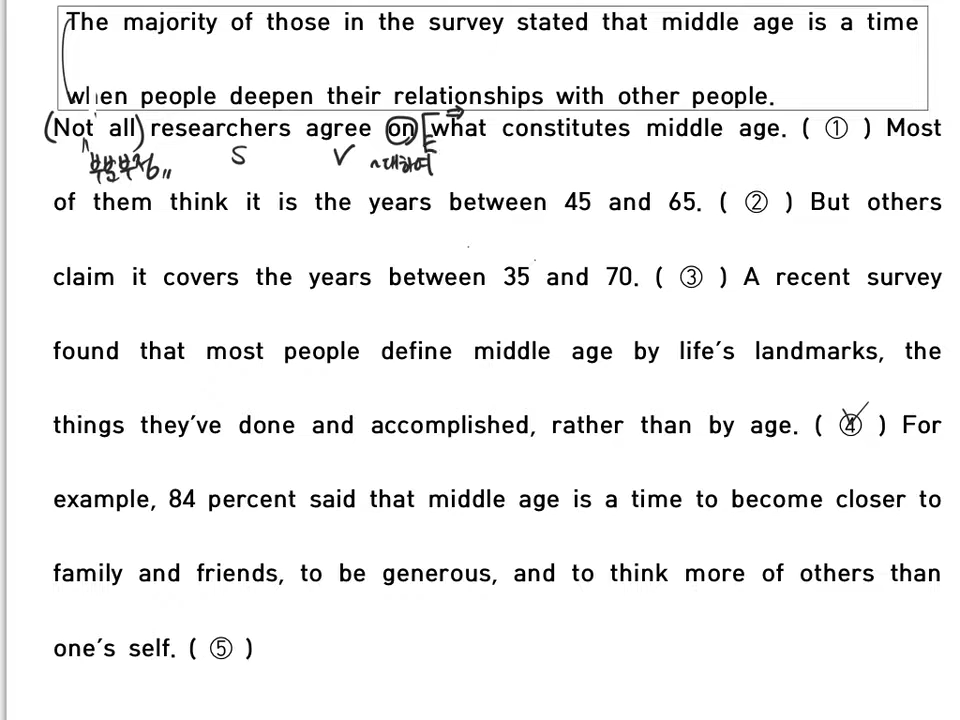 The majority of those in the survey stated that middle age is a time
when people deepen their relationships with other people.
(Not all) researchers agree on [what constitutes middle age. ( ① ) Most
부분부정 S V ~대하여
of them think it is the years between 45 and 65. ( ② ) But others
claim it covers the years between 35 and 70. ( ③ ) A recent survey
found that most people define middle age by life's landmarks, the
things they've done and accomplished, rather than by age. ( ④ ) For
example, 84 percent said that middle age is a time to become closer to
family and friends, to be generous, and to think more of others than
one's self. ( ⑤ )